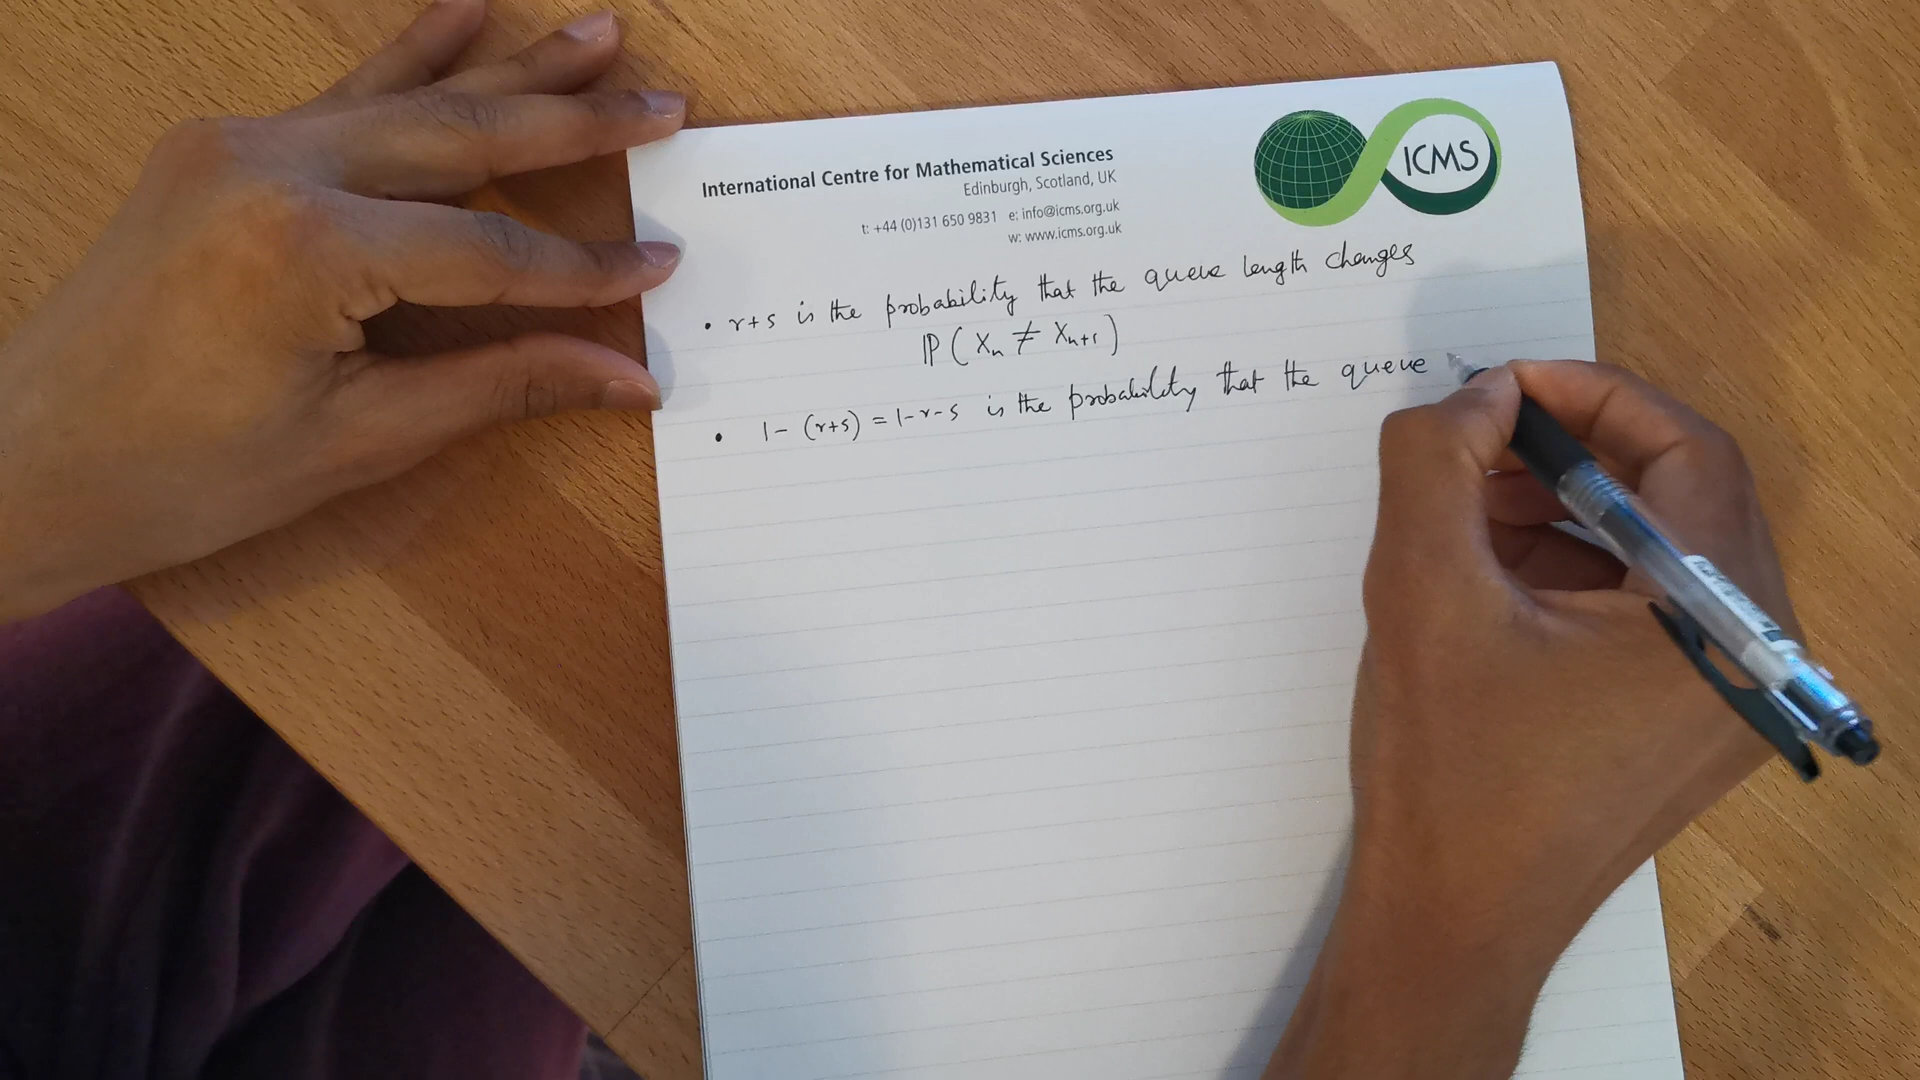 International Centre for Mathematical Sciences
Edinburgh, Scotland, UK
t: +44 (0)131 650 9831 e: info@icms.org.uk
w: www.icms.org.uk
ICMS
• r+s is the probability that the queue length changes
ℙ(Xn ≠ Xn+1)
• 1-(r+s) = 1-r-s is the probability that the queue